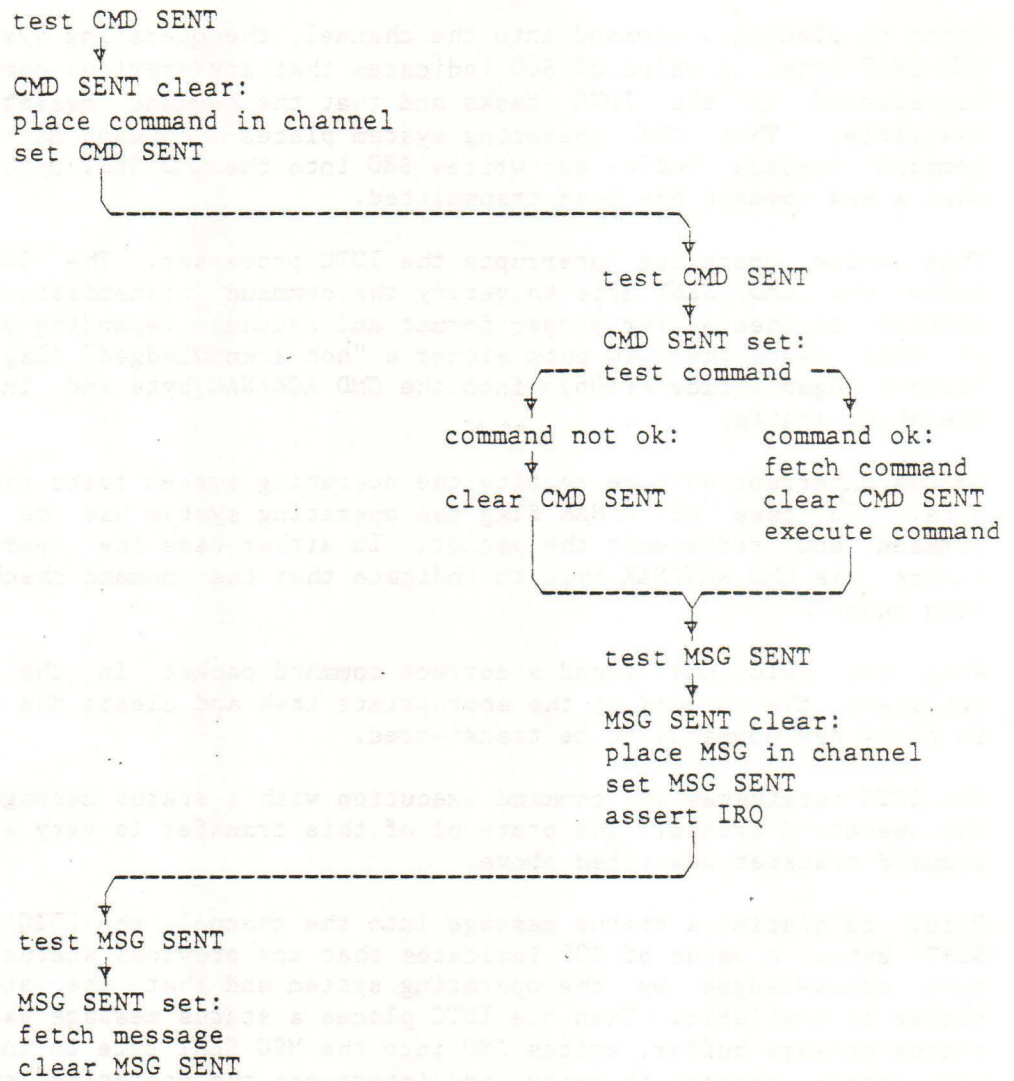 test CMD SENT
CMD SENT clear:
place command in channel
set CMD SENT
test CMD SENT
CMD SENT set:
test command
command not ok:
clear CMD SENT
command ok:
fetch command
clear CMD SENT
execute command
test MSG SENT
MSG SENT clear:
place MSG in channel
set MSG SENT
assert IRQ
test MSG SENT
MSG SENT set:
fetch message
clear MSG SENT